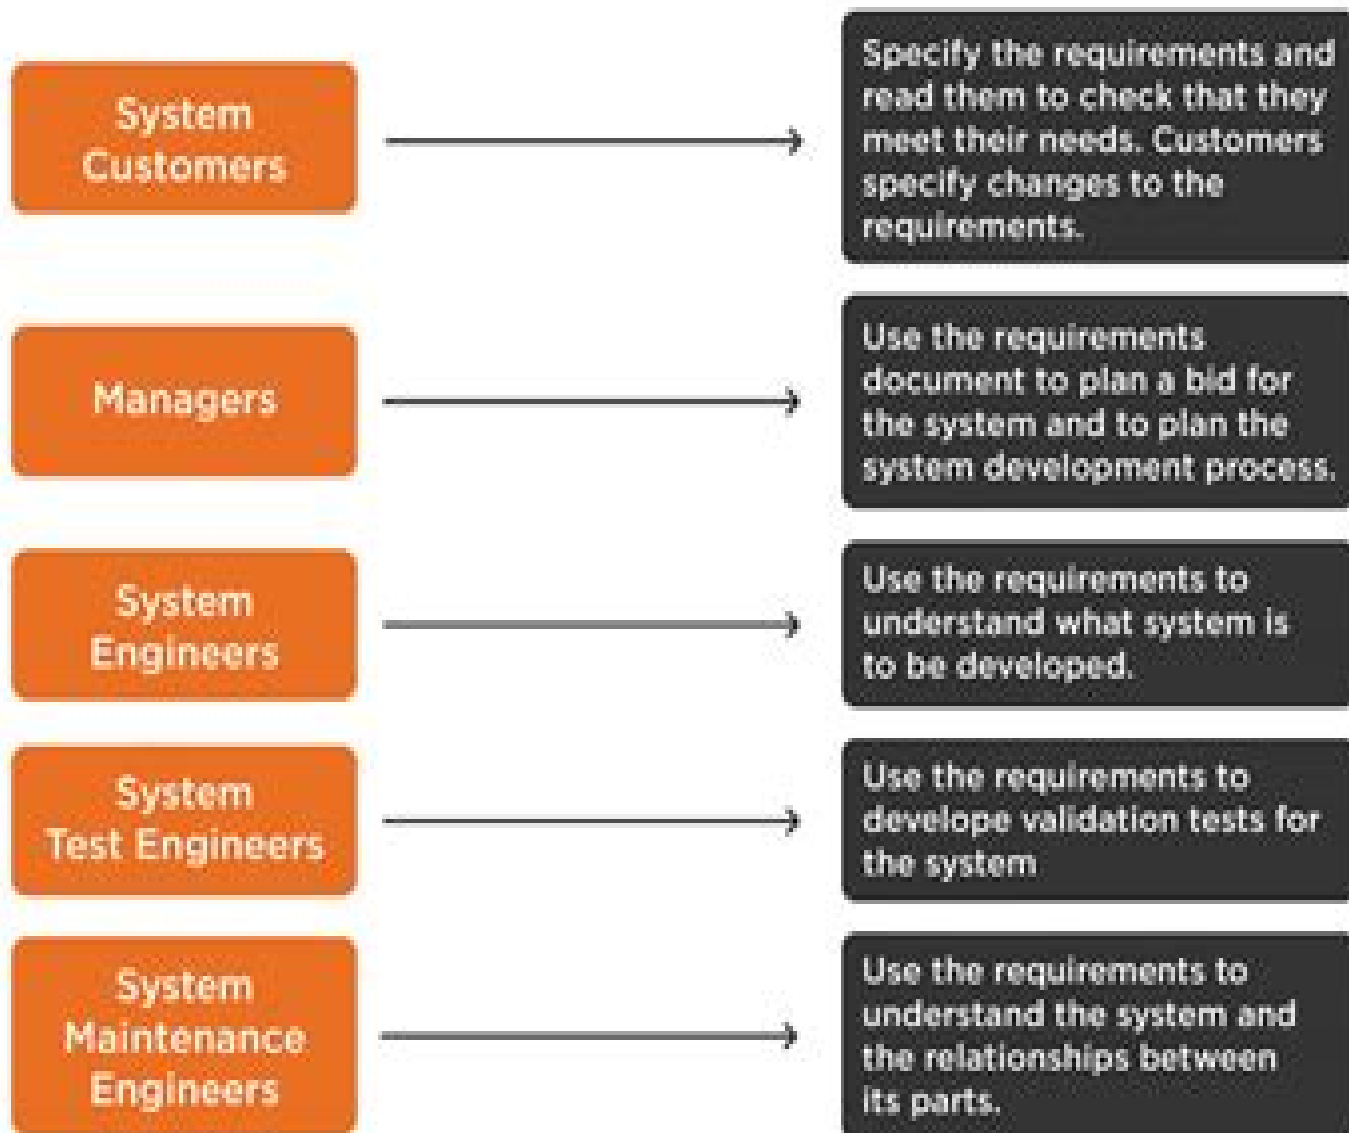 System
Customers
Specify the requirements and
read them to check that they
meet their needs. Customers
specify changes to the
requirements.
Managers
Use the requirements
document to plan a bid for
the system and to plan the
system development process.
System
Engineers
Use the requirements to
understand what system is
to be developed.
System
Test Engineers
Use the requirements to
develope validation tests for
the system
System
Maintenance
Engineers
Use the requirements to
understand the system and
the relationships between
its parts.